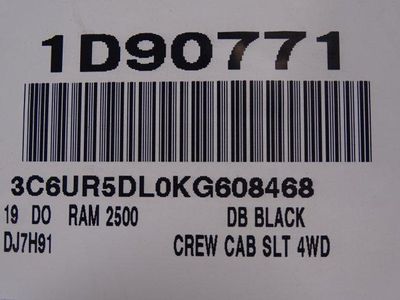 1D90771
3C6UR5DL0KG608468
19 DO RAM 2500 DB BLACK
DJ7H91 CREW CAB SLT 4WD